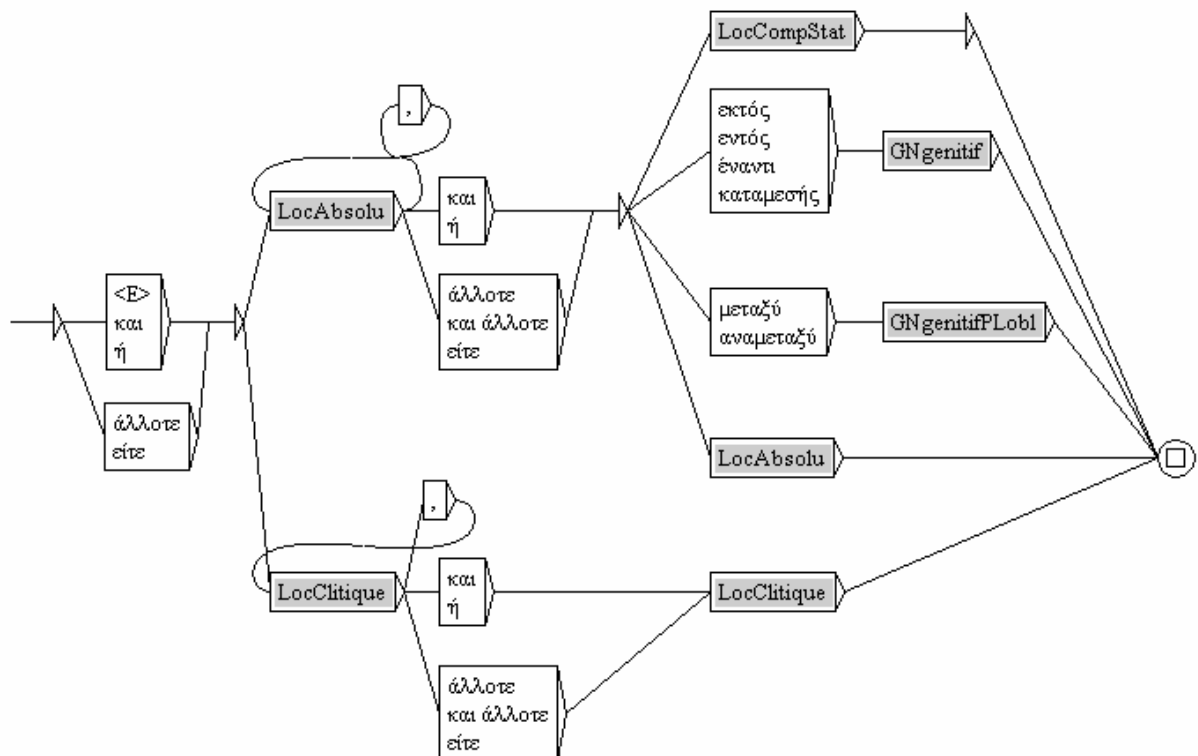 <E>
και
ή
άλλοτε
είτε
,
LocAbsolu
και
ή
άλλοτε
και άλλοτε
είτε
LocCompStat
εκτός
εντός
έναντι
καταμεσής
GNgenitif
μεταξύ
αναμεταξύ
GNgenitifPLobl
LocAbsolu
,
LocClitique
και
ή
άλλοτε
και άλλοτε
είτε
LocClitique